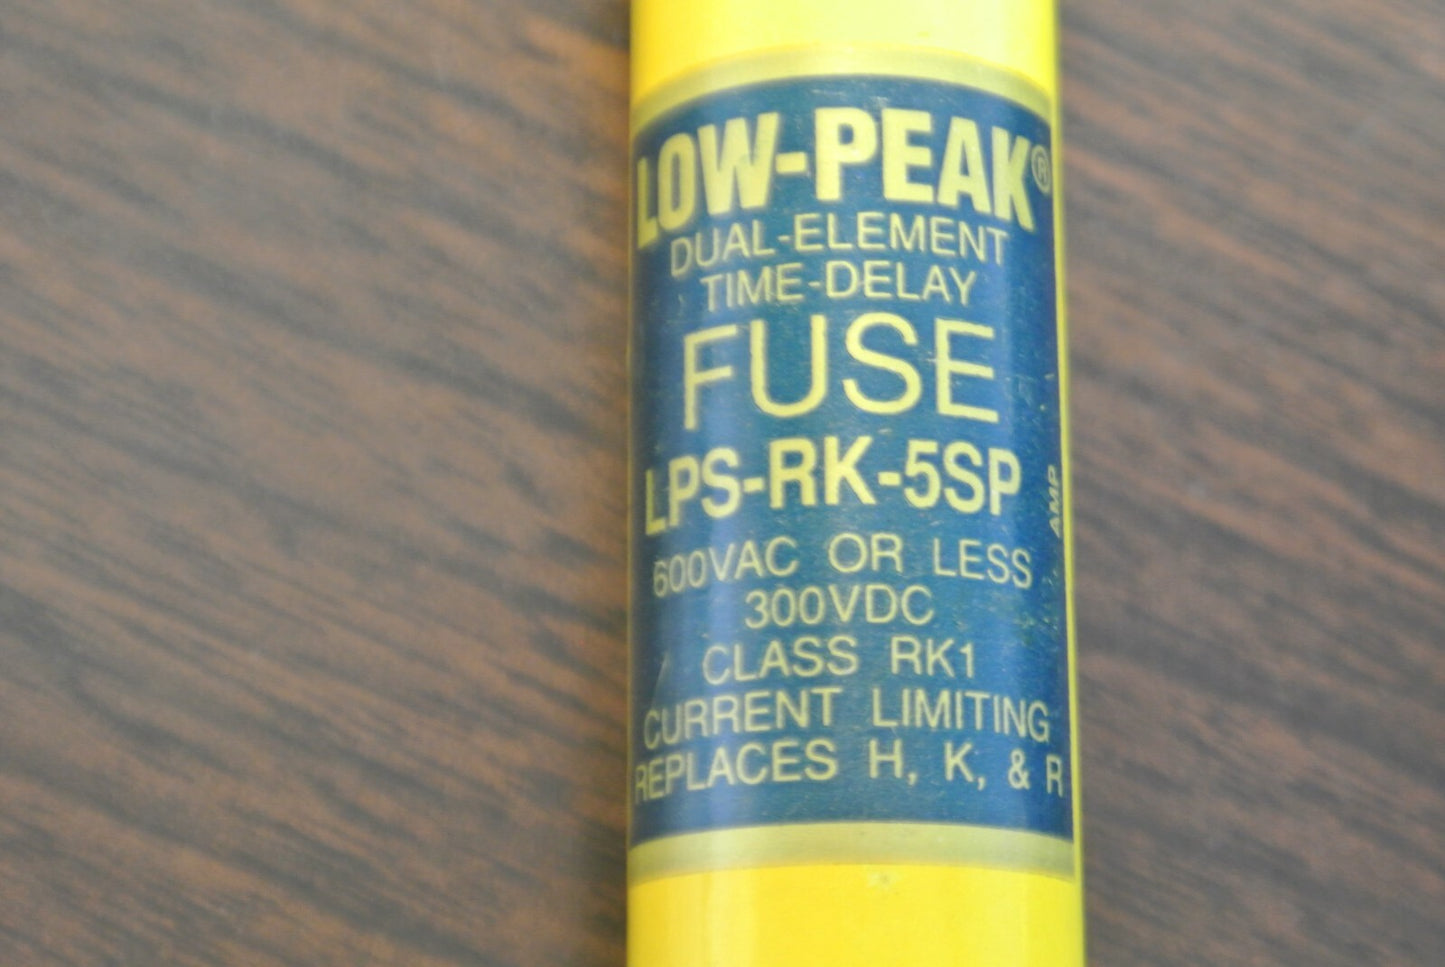 LOW-PEAK®
DUAL-ELEMENT
TIME-DELAY
FUSE
LPS-RK-5SP
600VAC OR LESS
300VDC
CLASS RK1
CURRENT LIMITING
REPLACES H, K, & R
AMP